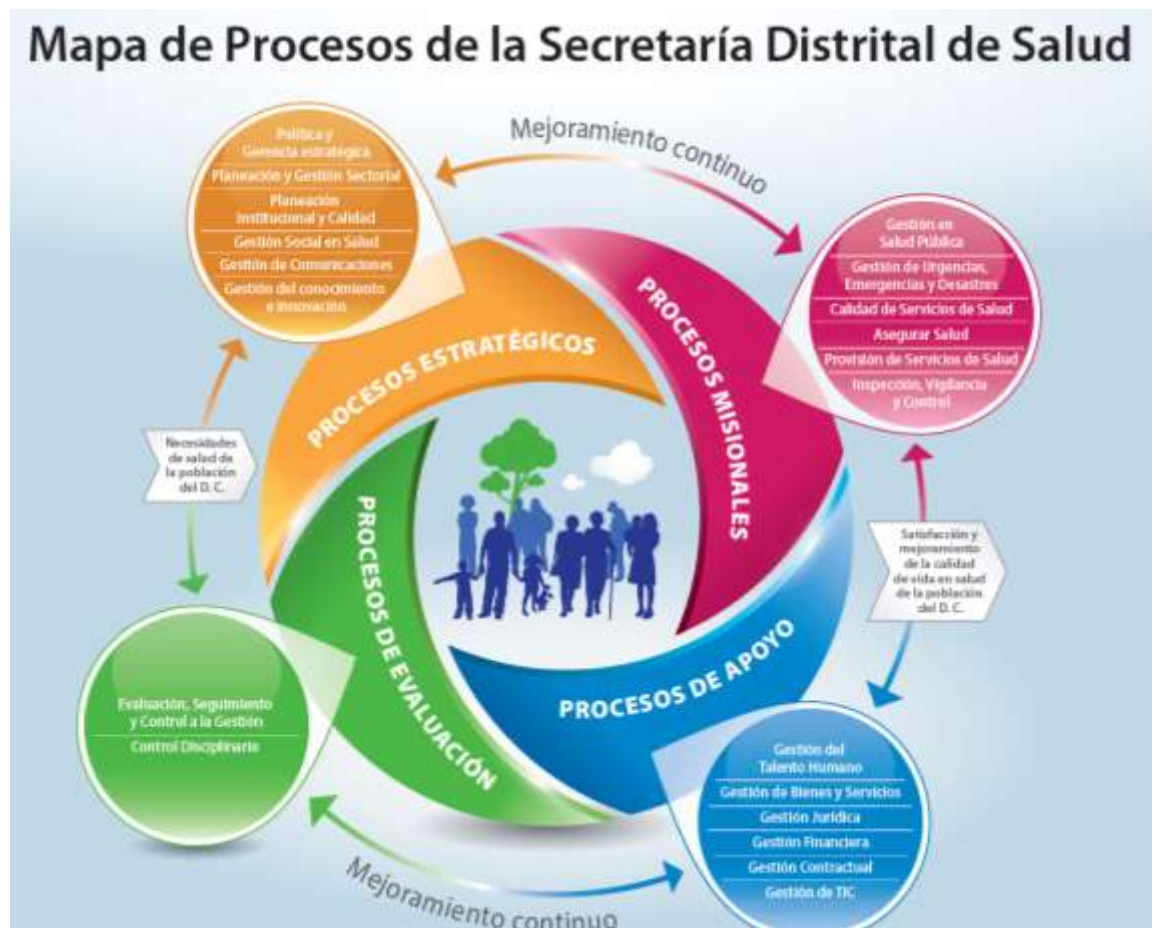 Mapa de Procesos de la Secretaría Distrital de Salud
Mejoramiento continuo
Política y
Gerencia estratégica
Planeación y Gestión Sectorial
Planeación
Institucional y Calidad
Gestión Social en Salud
Gestión de Comunicaciones
Gestión del conocimiento
e innovación
Gestión en
Salud Pública
Gestión de Urgencias,
Emergencias y Desastres
Calidad de Servicios de Salud
Asegurar Salud
Provisión de Servicios de Salud
Inspección, Vigilancia
y Control
PROCESOS ESTRATÉGICOS
PROCESOS MISIONALES
Necesidades
de salud de
la población
del D. C.
Satisfacción y
mejoramiento
de la calidad
de vida en salud
de la población
del D. C.
PROCESOS DE EVALUACIÓN
PROCESOS DE APOYO
Evaluación, Seguimiento
y Control a la Gestión
Control Disciplinario
Gestión del
Talento Humano
Gestión de Bienes y Servicios
Gestión Jurídica
Gestión Financiera
Gestión Contractual
Gestión de TIC
Mejoramiento continuo